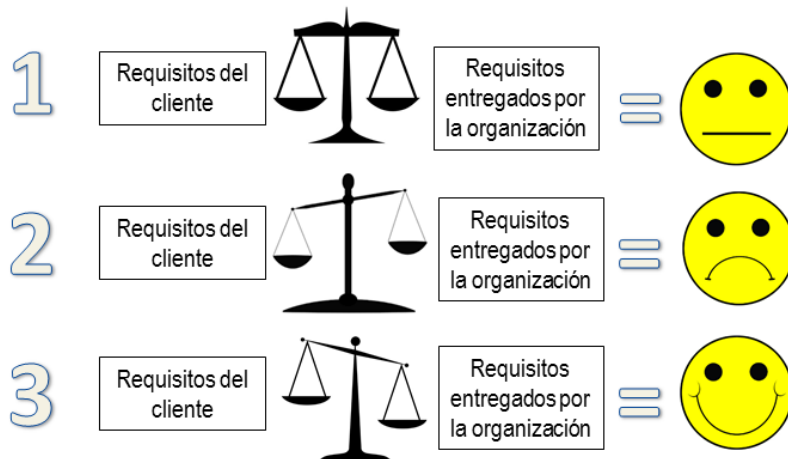 1
Requisitos del
cliente
Requisitos
entregados por
la organización
=
2
Requisitos del
cliente
Requisitos
entregados por
la organización
=
3
Requisitos del
cliente
Requisitos
entregados por
la organización
=